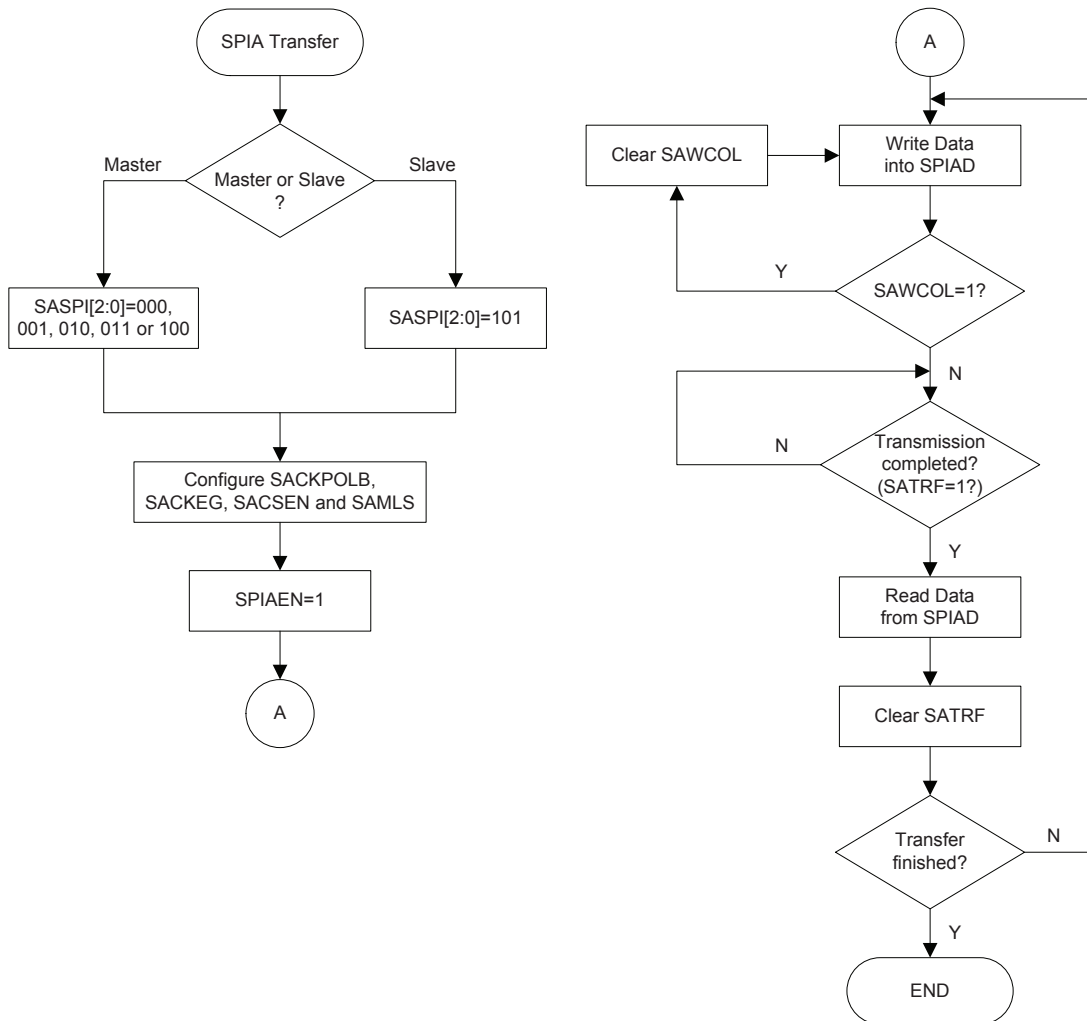 SPIA Transfer
Master
Master or Slave
?
Slave
SASPI[2:0]=000,
001, 010, 011 or 100
SASPI[2:0]=101
Configure SACKPOLB,
SACKEG, SACSEN and SAMLS
SPIAEN=1
A
A
Clear SAWCOL
Write Data
into SPIAD
Y
SAWCOL=1?
N
N
Transmission
completed?
(SATRF=1?)
Y
Read Data
from SPIAD
Clear SATRF
Transfer
finished?
N
Y
END